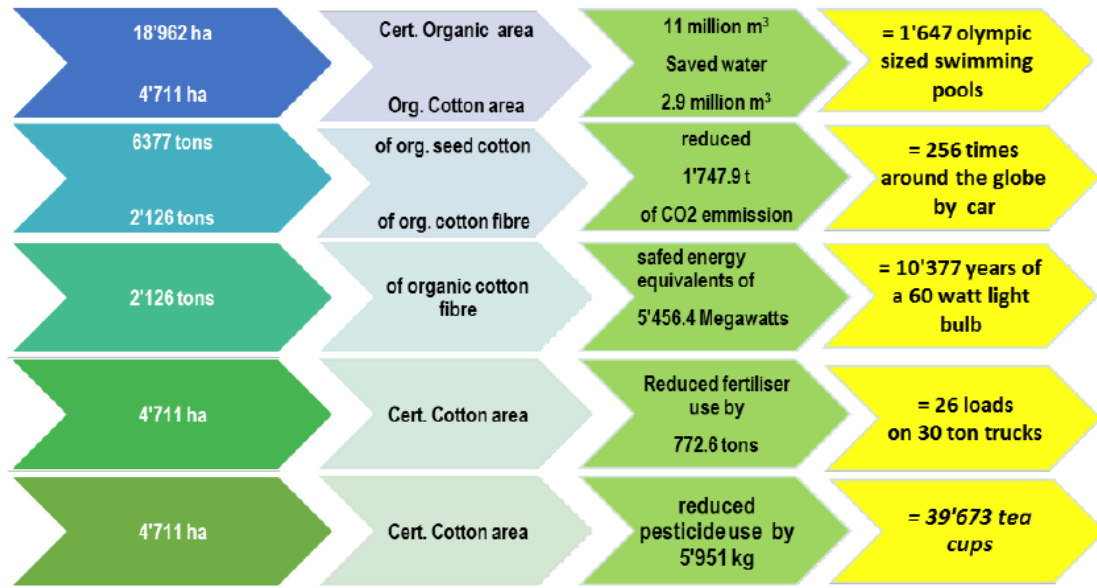 18'962 ha
4'711 ha
Cert. Organic area
Org. Cotton area
11 million m³
Saved water
2.9 million m³
= 1'647 olympic
sized swimming
pools
6377 tons
2'126 tons
of org. seed cotton
of org. cotton fibre
reduced
1'747.9 t
of CO2 emmission
= 256 times
around the globe
by car
2'126 tons
of organic cotton
fibre
safed energy
equivalents of
5'456.4 Megawatts
= 10'377 years of
a 60 watt light
bulb
4'711 ha
Cert. Cotton area
Reduced fertiliser
use by
772.6 tons
= 26 loads
on 30 ton trucks
4'711 ha
Cert. Cotton area
reduced
pesticide use by
5'951 kg
= 39'673 tea
cups